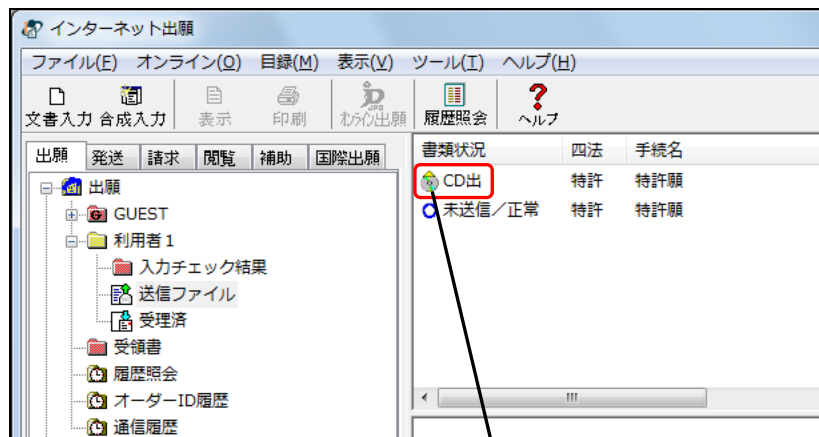 インターネット出願
ファイル(F) オンライン(O) 目録(M) 表示(V) ツール(T) ヘルプ(H)
文書入力 合成入力 表示 印刷 オンライン出願 履歴照会 ヘルプ
出願 発送 請求 閲覧 補助 国際出願
書類状況 四法 手続名
出願
CD出 特許 特許願
GUEST
未送信/正常 特許 特許願
利用者1
入力チェック結果
送信ファイル
受理済
受領書
履歴照会
オーダーID履歴
通信履歴